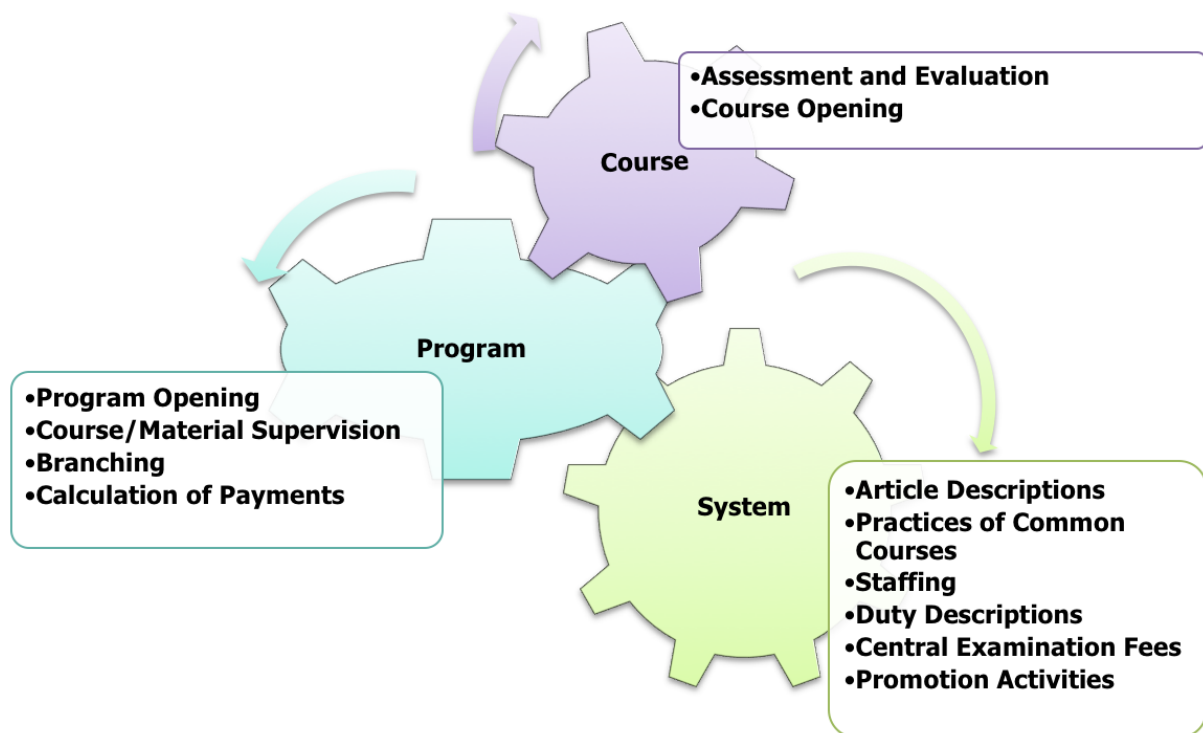 •Assessment and Evaluation
•Course Opening
Course
Program
•Program Opening
•Course/Material Supervision
•Branching
•Calculation of Payments
System
•Article Descriptions
•Practices of Common
Courses
•Staffing
•Duty Descriptions
•Central Examination Fees
•Promotion Activities